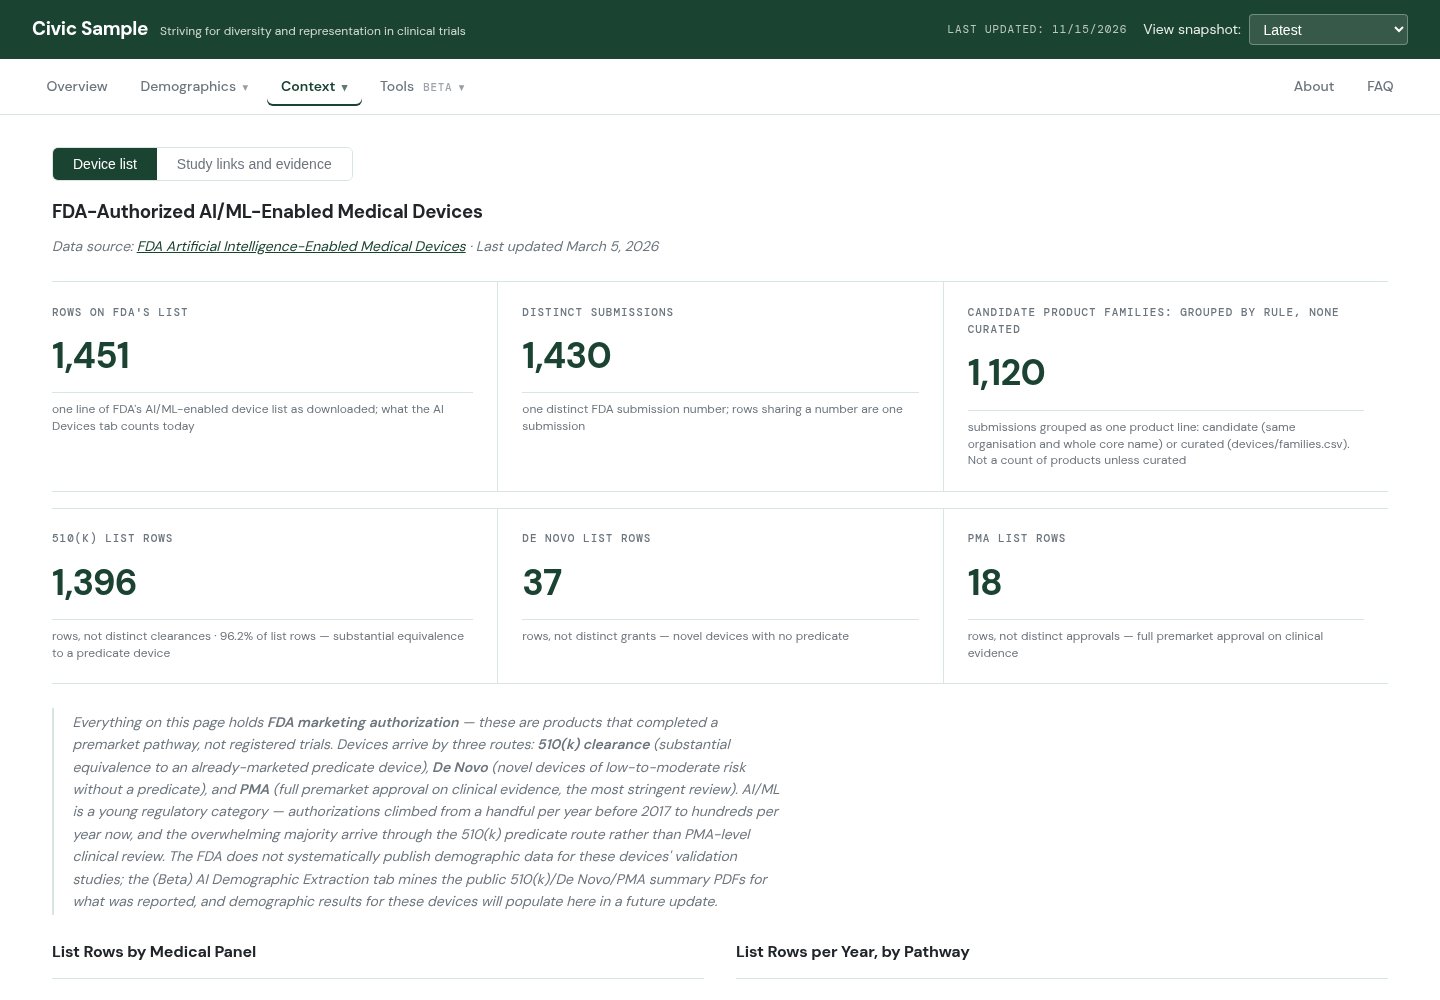 Civic Sample
Striving for diversity and representation in clinical trials
LAST UPDATED: 11/15/2026
View snapshot:
Latest
Overview
Demographics ▾
Context ▾
Tools BETA ▾
About
FAQ
Device list
Study links and evidence
FDA-Authorized AI/ML-Enabled Medical Devices
Data source: FDA Artificial Intelligence-Enabled Medical Devices · Last updated March 5, 2026
ROWS ON FDA'S LIST
1,451
one line of FDA's AI/ML-enabled device list as downloaded; what the AI
Devices tab counts today
DISTINCT SUBMISSIONS
1,430
one distinct FDA submission number; rows sharing a number are one
submission
CANDIDATE PRODUCT FAMILIES: GROUPED BY RULE, NONE
CURATED
1,120
submissions grouped as one product line: candidate (same
organisation and whole core name) or curated (devices/families.csv).
Not a count of products unless curated
510(K) LIST ROWS
1,396
rows, not distinct clearances · 96.2% of list rows — substantial equivalence
to a predicate device
DE NOVO LIST ROWS
37
rows, not distinct grants — novel devices with no predicate
PMA LIST ROWS
18
rows, not distinct approvals — full premarket approval on clinical
evidence
Everything on this page holds FDA marketing authorization — these are products that completed a
premarket pathway, not registered trials. Devices arrive by three routes: 510(k) clearance (substantial
equivalence to an already-marketed predicate device), De Novo (novel devices of low-to-moderate risk
without a predicate), and PMA (full premarket approval on clinical evidence, the most stringent review). AI/ML
is a young regulatory category — authorizations climbed from a handful per year before 2017 to hundreds per
year now, and the overwhelming majority arrive through the 510(k) predicate route rather than PMA-level
clinical review. The FDA does not systematically publish demographic data for these devices' validation
studies; the (Beta) AI Demographic Extraction tab mines the public 510(k)/De Novo/PMA summary PDFs for
what was reported, and demographic results for these devices will populate here in a future update.
List Rows by Medical Panel
List Rows per Year, by Pathway